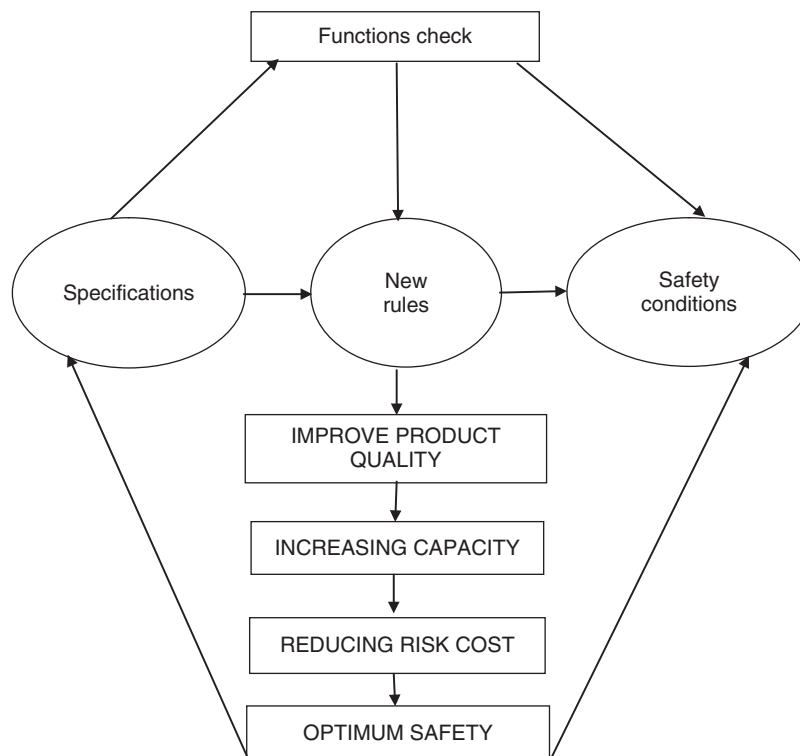 Functions check
Specifications
New
rules
Safety
conditions
IMPROVE PRODUCT
QUALITY
INCREASING CAPACITY
REDUCING RISK COST
OPTIMUM SAFETY